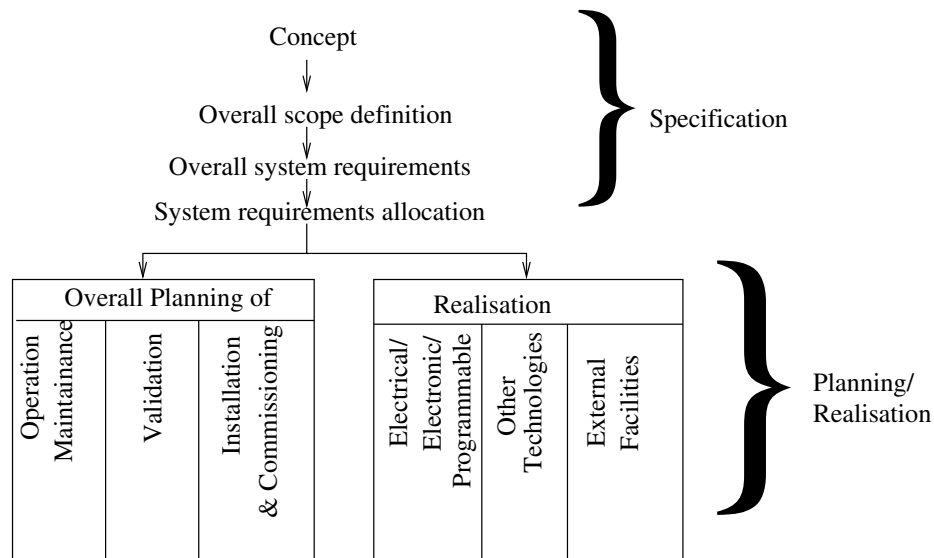 Concept
Overall scope definition
Overall system requirements
System requirements allocation
Specification
Overall Planning of
Operation
Maintainance
Validation
Installation
& Commissioning
Realisation
Electrical/
Electronic/
Programmable
Other
Technologies
External
Facilities
Planning/
Realisation